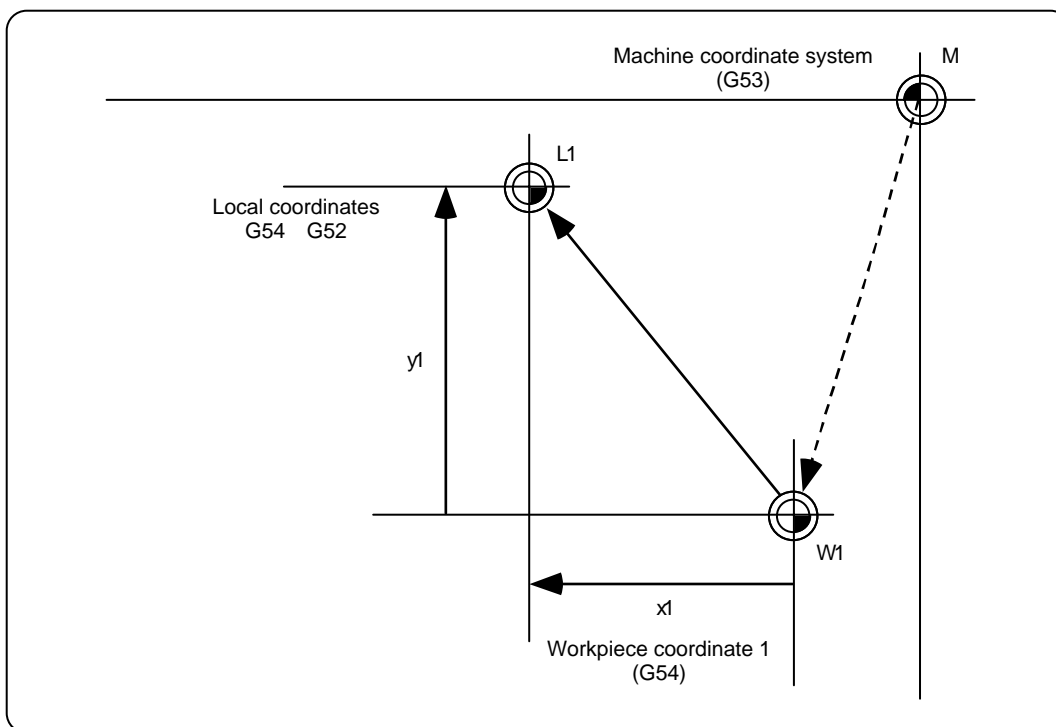 Machine coordinate system
(G53)
M
L1
Local coordinates
G54 G52
y1
W1
x1
Workpiece coordinate 1
(G54)